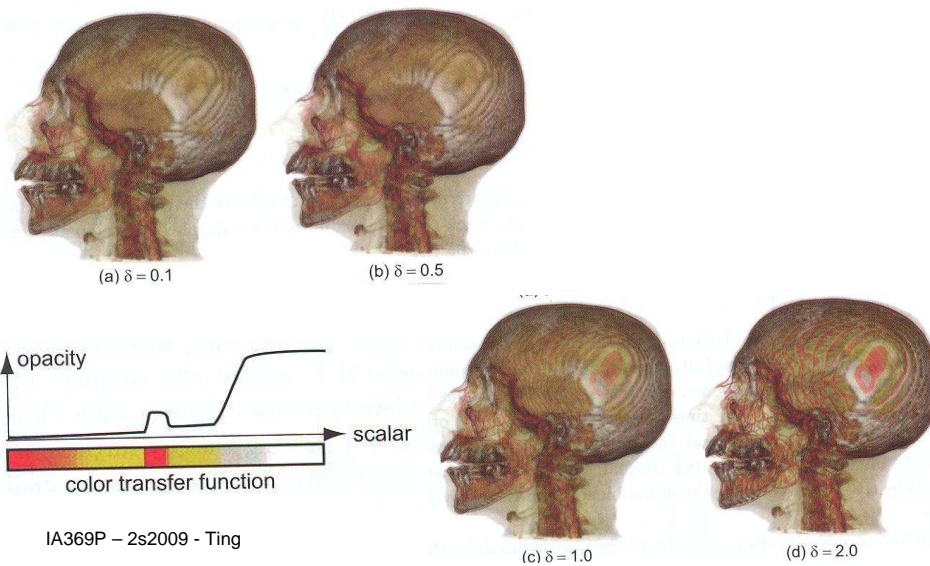 (a) δ = 0.1
(b) δ = 0.5
opacity
scalar
color transfer function
IA369P – 2s2009 - Ting
(c) δ = 1.0
(d) δ = 2.0